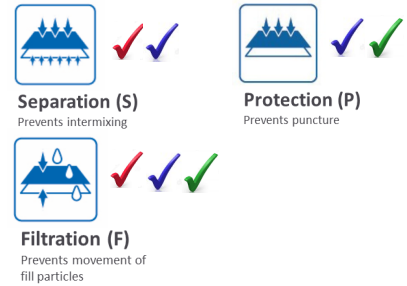 Separation (S)
Prevents intermixing
Protection (P)
Prevents puncture
Filtration (F)
Prevents movement of
fill particles